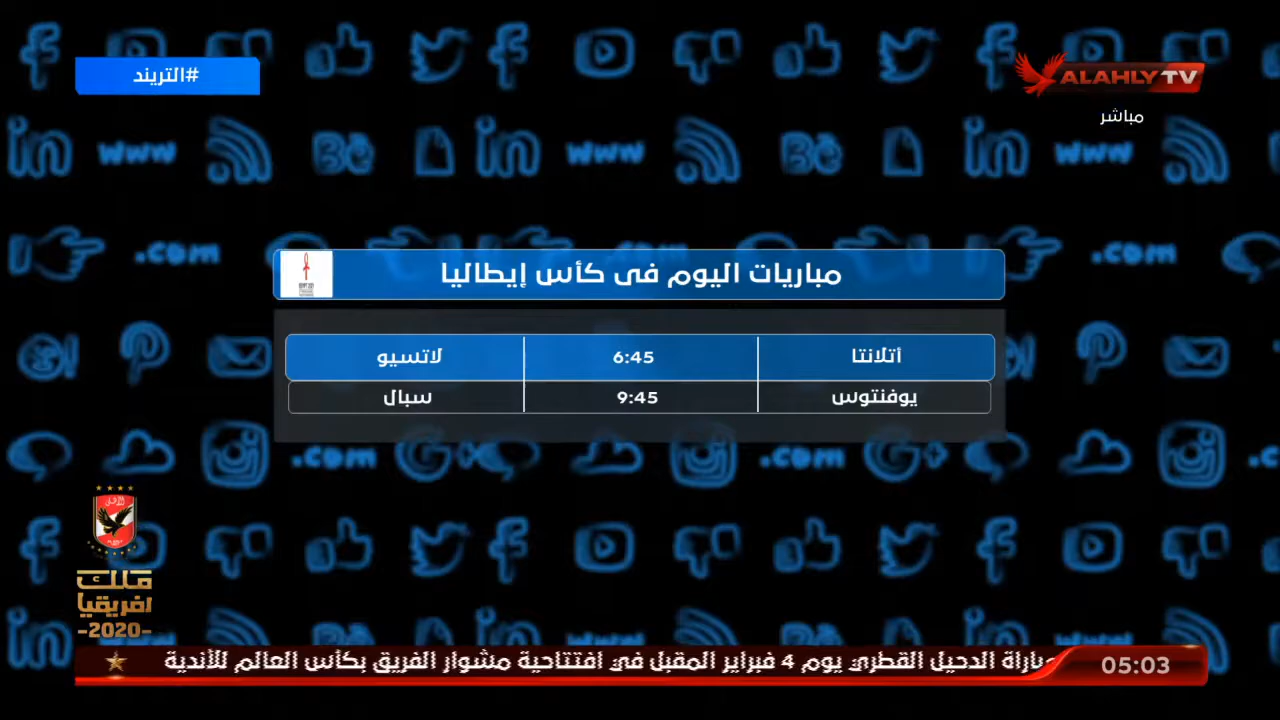 #التريند
ALAHLY TV
مباشر
مباريات اليوم فى كأس إيطاليا
أتلانتا 6:45 لاتسيو
يوفنتوس 9:45 سبال
ملك
افريقيا
-2020-
مباراة الدحيل القطري يوم 4 فبراير المقبل في افتتاحية مشوار الفريق بكأس العالم للأندية
05:03